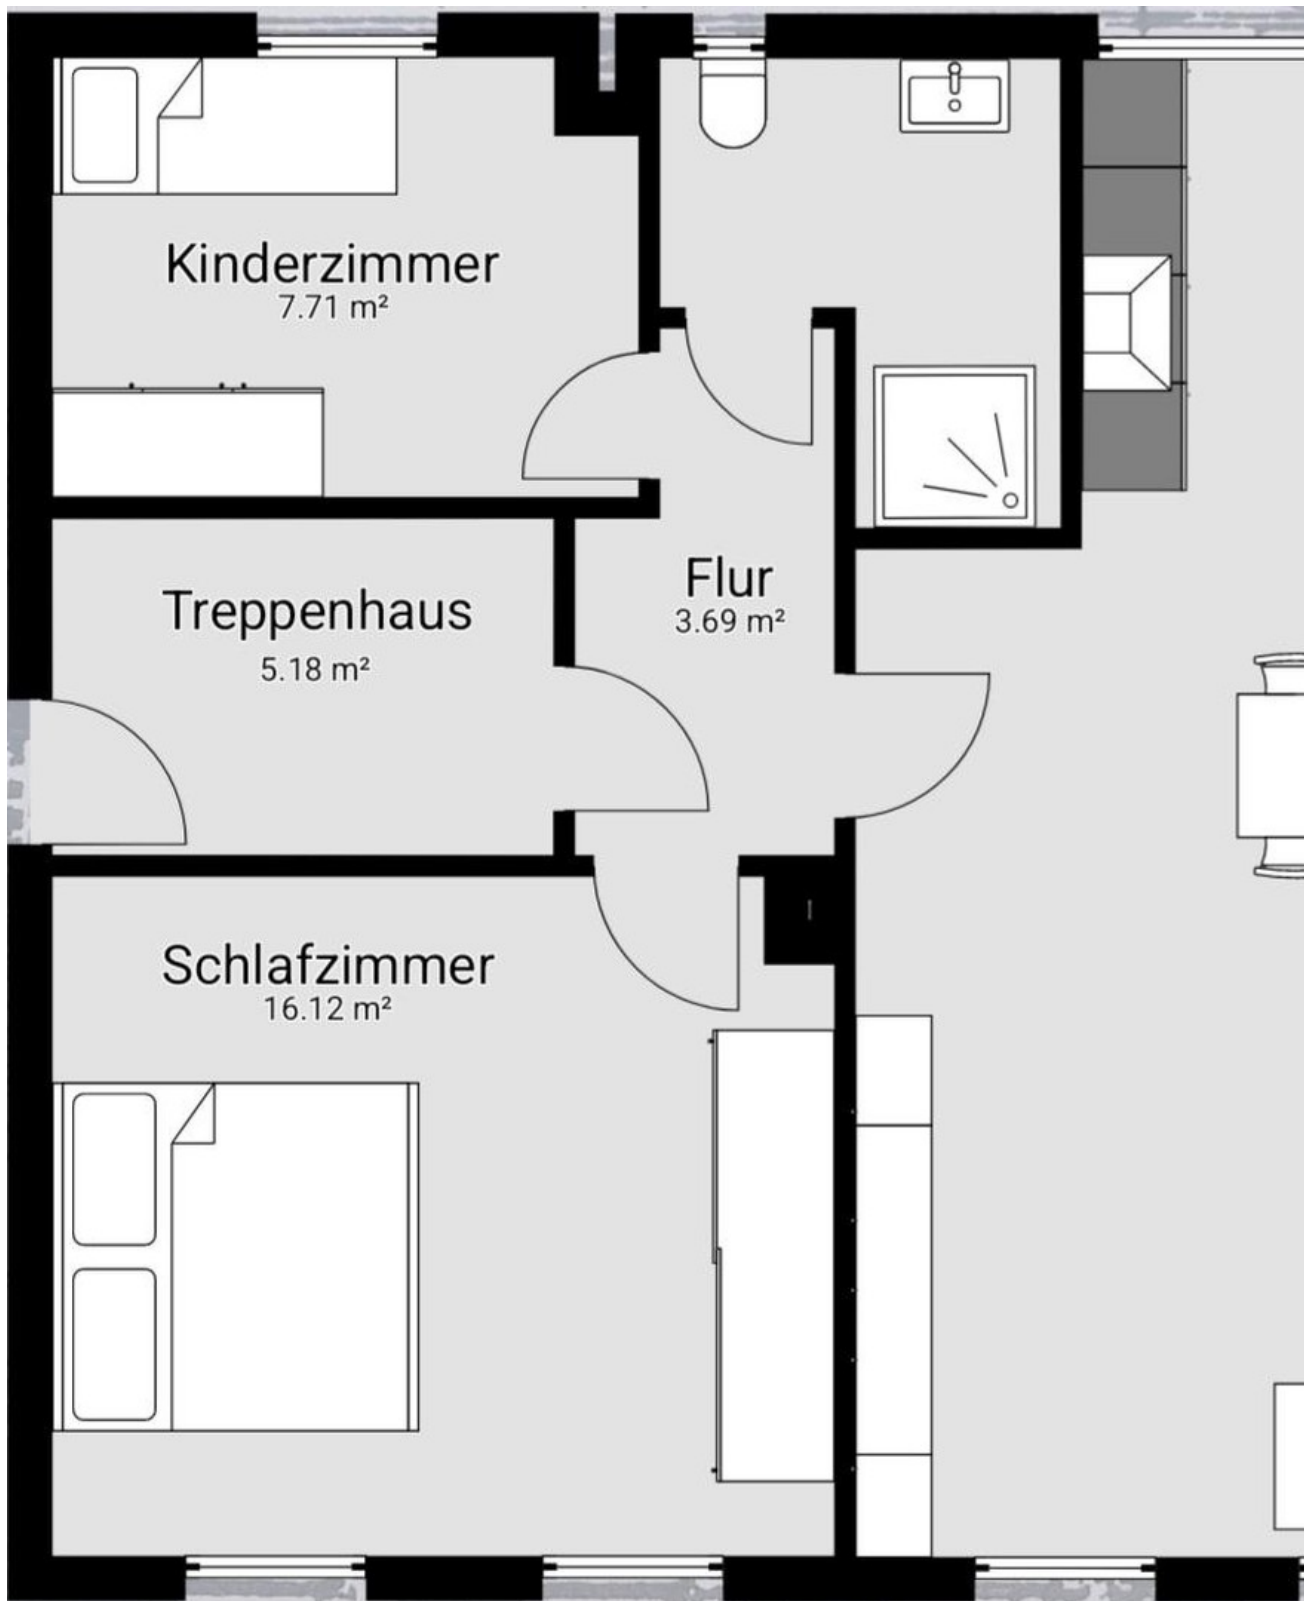 Kinderzimmer
7.71 m²
Treppenhaus
5.18 m²
Flur
3.69 m²
Schlafzimmer
16.12 m²